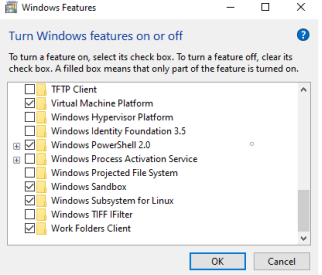 Windows Features
Turn Windows features on or off
To turn a feature on, select its check box. To turn a feature off, clear its
check box. A filled box means that only part of the feature is turned on.
TFTP Client
Virtual Machine Platform
Windows Hypervisor Platform
Windows Identity Foundation 3.5
Windows PowerShell 2.0
Windows Process Activation Service
Windows Projected File System
Windows Sandbox
Windows Subsystem for Linux
Windows TIFF IFilter
Work Folders Client
OK Cancel